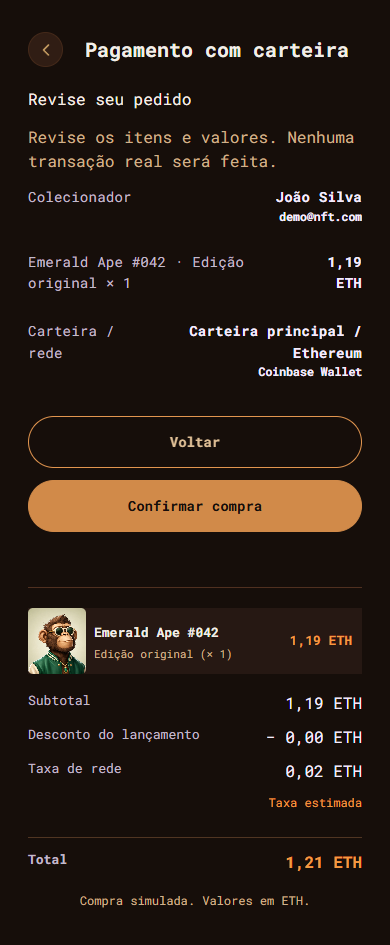 Pagamento com carteira
Revise seu pedido
Revise os itens e valores. Nenhuma
transação real será feita.
Colecionador
João Silva
demo@nft.com
Emerald Ape #042 · Edição
original × 1
1,19
ETH
Carteira /
rede
Carteira principal /
Ethereum
Coinbase Wallet
Voltar
Confirmar compra
Emerald Ape #042
Edição original (× 1)
1,19 ETH
Subtotal
1,19 ETH
Desconto do lançamento
− 0,00 ETH
Taxa de rede
0,02 ETH
Taxa estimada
Total
1,21 ETH
Compra simulada. Valores em ETH.